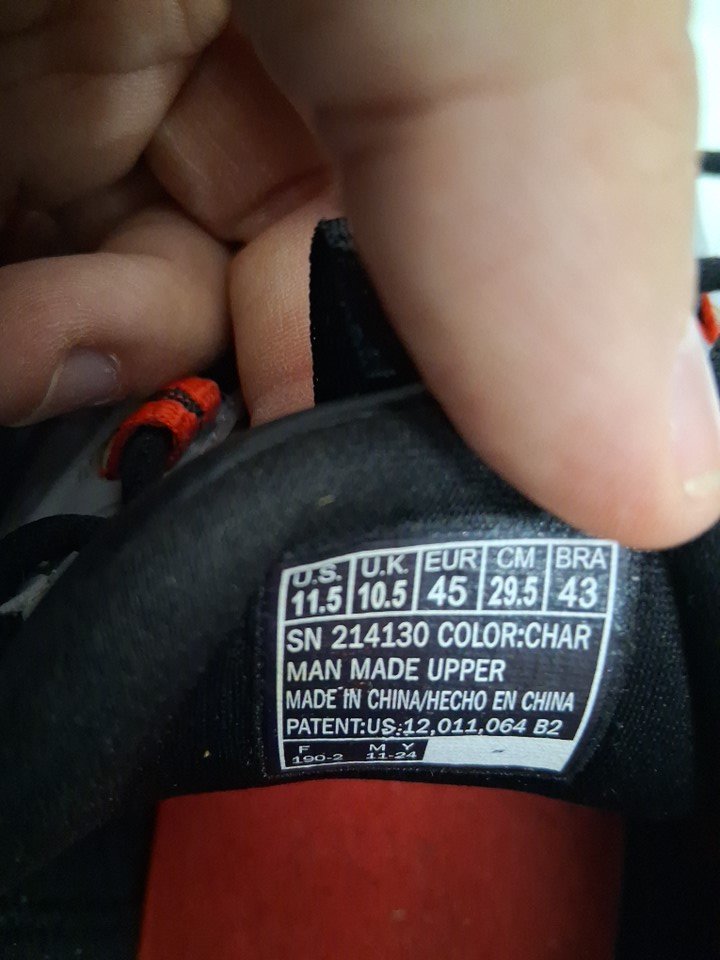 U.S. U.K. EUR CM BRA
11.5 10.5 45 29.5 43
SN 214130 COLOR:CHAR
MAN MADE UPPER
MADE IN CHINA/HECHO EN CHINA
PATENT:US:12,011,064 B2
F M Y
190-2 11-24